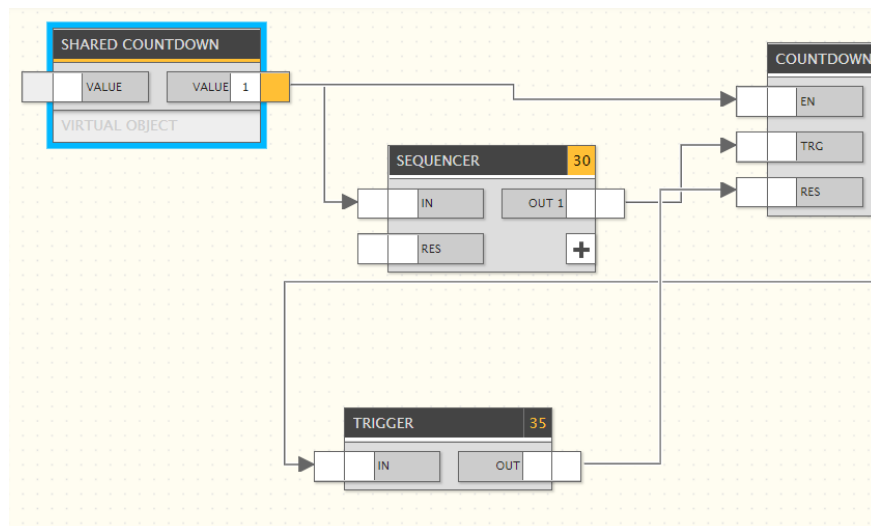 SHARED COUNTDOWN
VALUE
VALUE 1
VIRTUAL OBJECT
COUNTDOWN
EN
TRG
RES
SEQUENCER 30
IN
OUT 1
RES
+
TRIGGER 35
IN
OUT